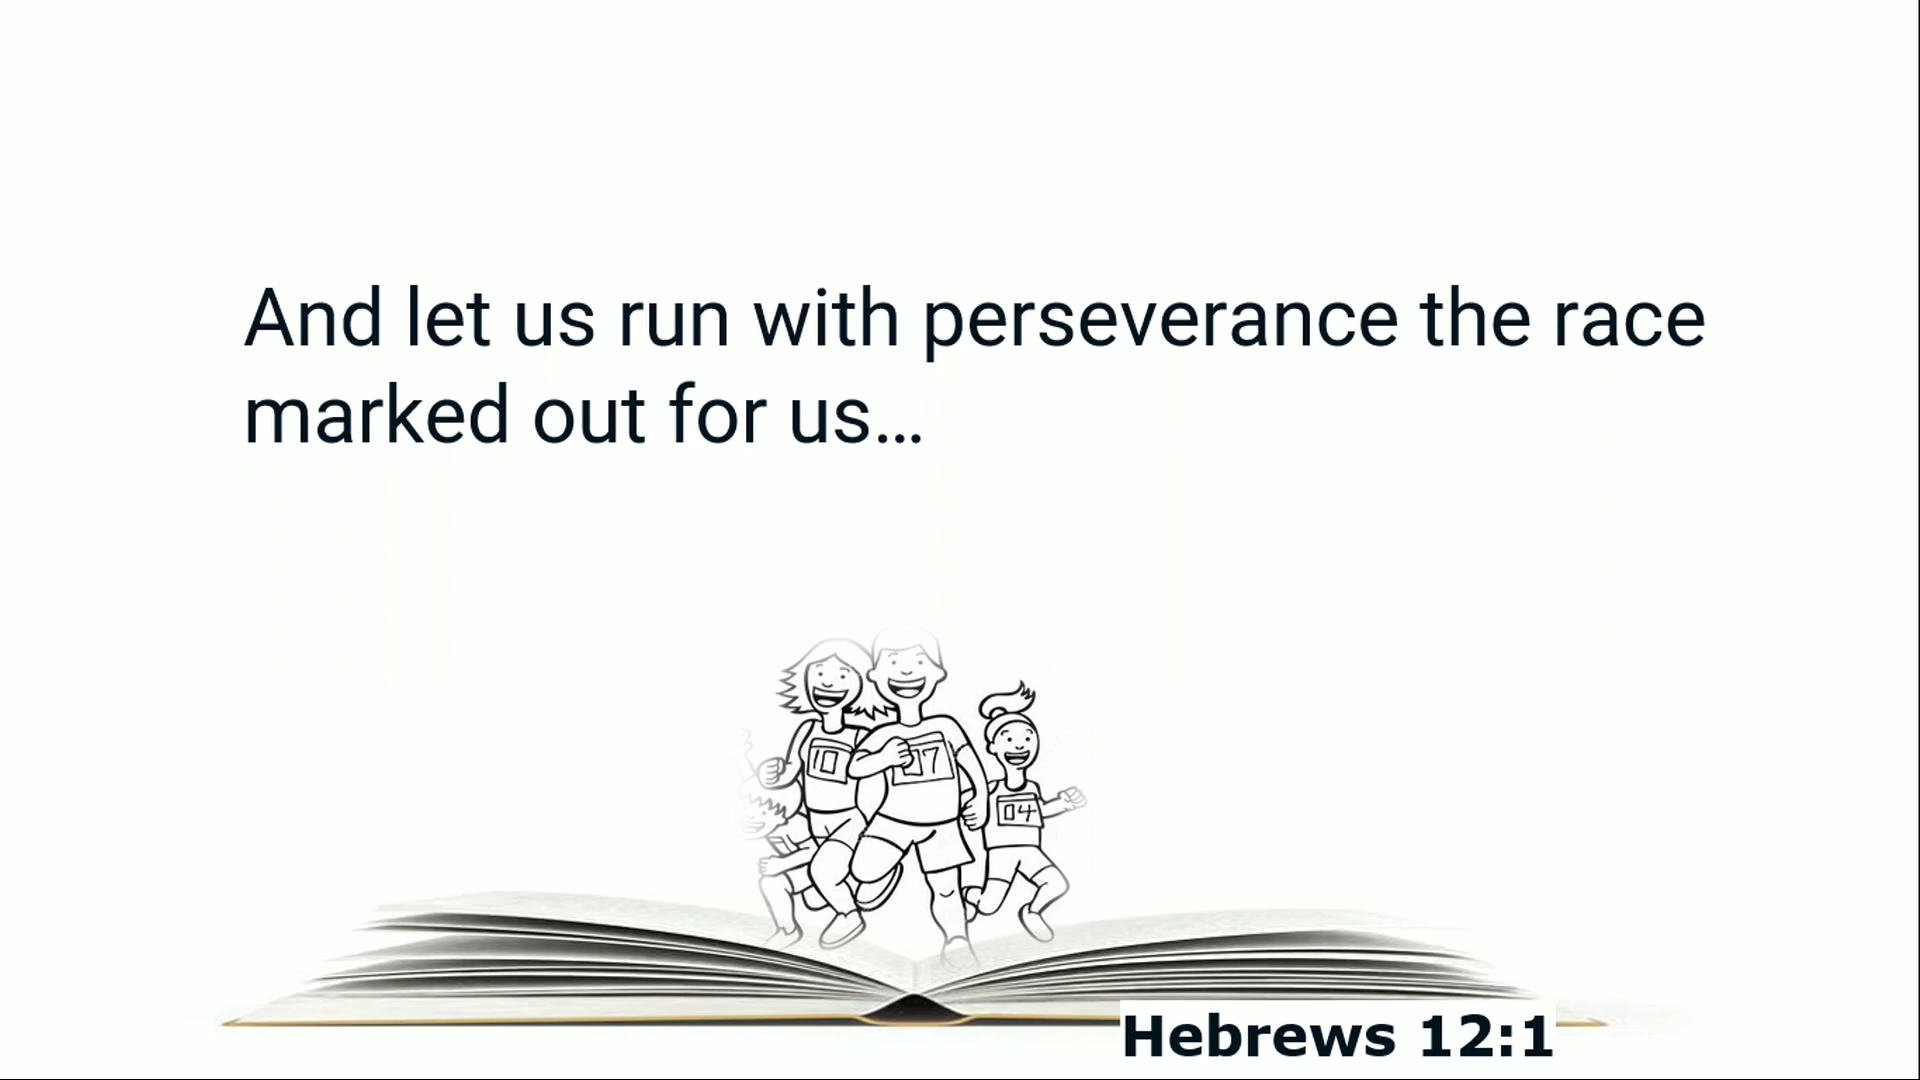 And let us run with perseverance the race
marked out for us…
10
17
04
Hebrews 12:1